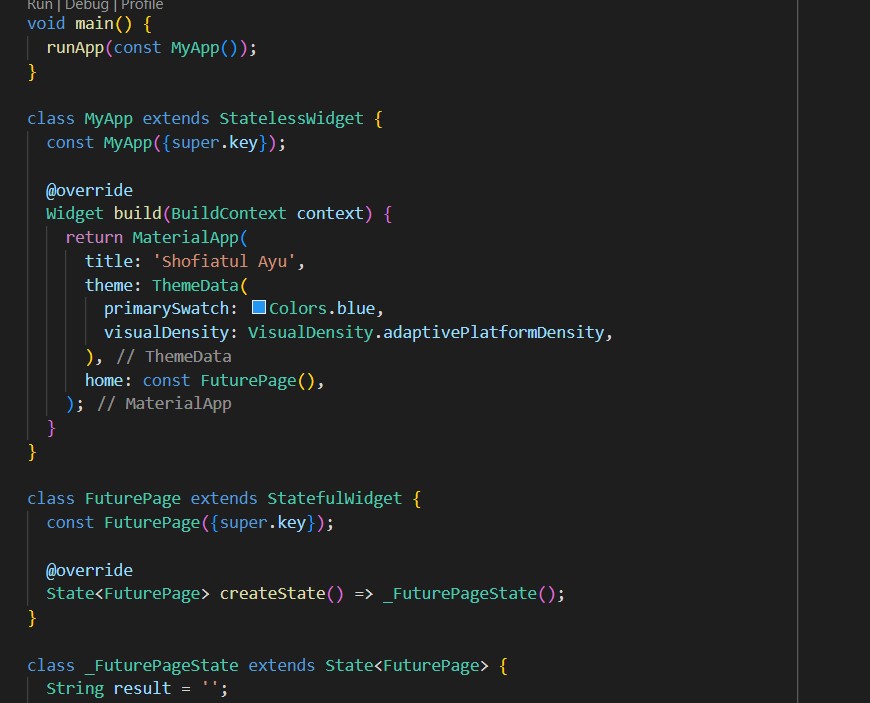 Run | Debug | Profile
void main() {
  runApp(const MyApp());
}

class MyApp extends StatelessWidget {
  const MyApp({super.key});

  @override
  Widget build(BuildContext context) {
    return MaterialApp(
      title: 'Shofiatul Ayu',
      theme: ThemeData(
        primarySwatch: Colors.blue,
        visualDensity: VisualDensity.adaptivePlatformDensity,
      ), // ThemeData
      home: const FuturePage(),
    ); // MaterialApp
  }
}

class FuturePage extends StatefulWidget {
  const FuturePage({super.key});

  @override
  State<FuturePage> createState() => _FuturePageState();
}

class _FuturePageState extends State<FuturePage> {
  String result = '';